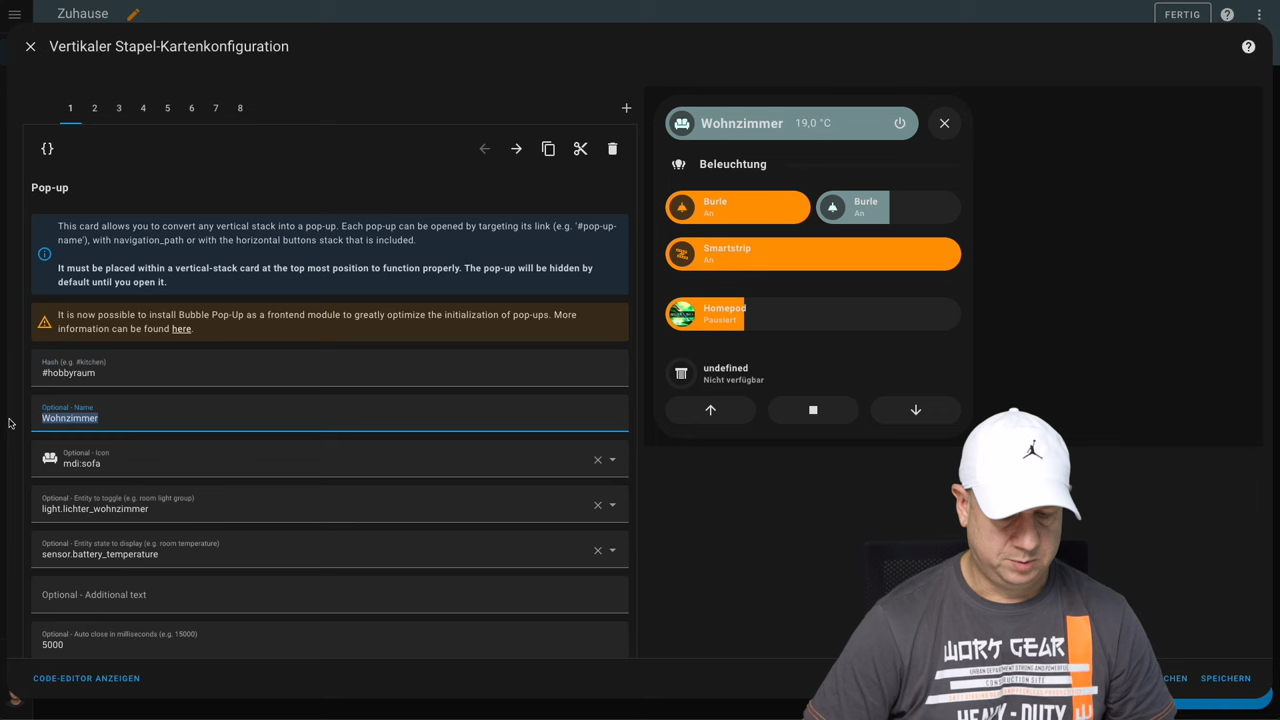 Zuhause
FERTIG
Vertikaler Stapel-Kartenkonfiguration
1 2 3 4 5 6 7 8
Pop-up
This card allows you to convert any vertical stack into a pop-up. Each pop-up can be opened by targeting its link (e.g. '#pop-up-
name'), with navigation_path or with the horizontal buttons stack that is included.
It must be placed within a vertical-stack card at the top most position to function properly. The pop-up will be hidden by
default until you open it.
It is now possible to install Bubble Pop-Up as a frontend module to greatly optimize the initialization of pop-ups. More
information can be found here.
Hash (e.g. #kitchen)
#hobbyraum
Optional - Name
Wohnzimmer
Optional - Icon
mdi:sofa
Optional - Entity to toggle (e.g. room light group)
light.lichter_wohnzimmer
Optional - Entity state to display (e.g. room temperature)
sensor.battery_temperature
Optional - Additional text
Optional - Auto close in milliseconds (e.g. 15000)
5000
CODE-EDITOR ANZEIGEN
Wohnzimmer 19,0 °C
Beleuchtung
Burle
An
Burle
An
Smartstrip
An
Homepod
Pausiert
undefined
Nicht verfügbar
CHEN
SPEICHERN
WORT GEAR
CONSTRUCTION SITE
HEAVY-DUTY